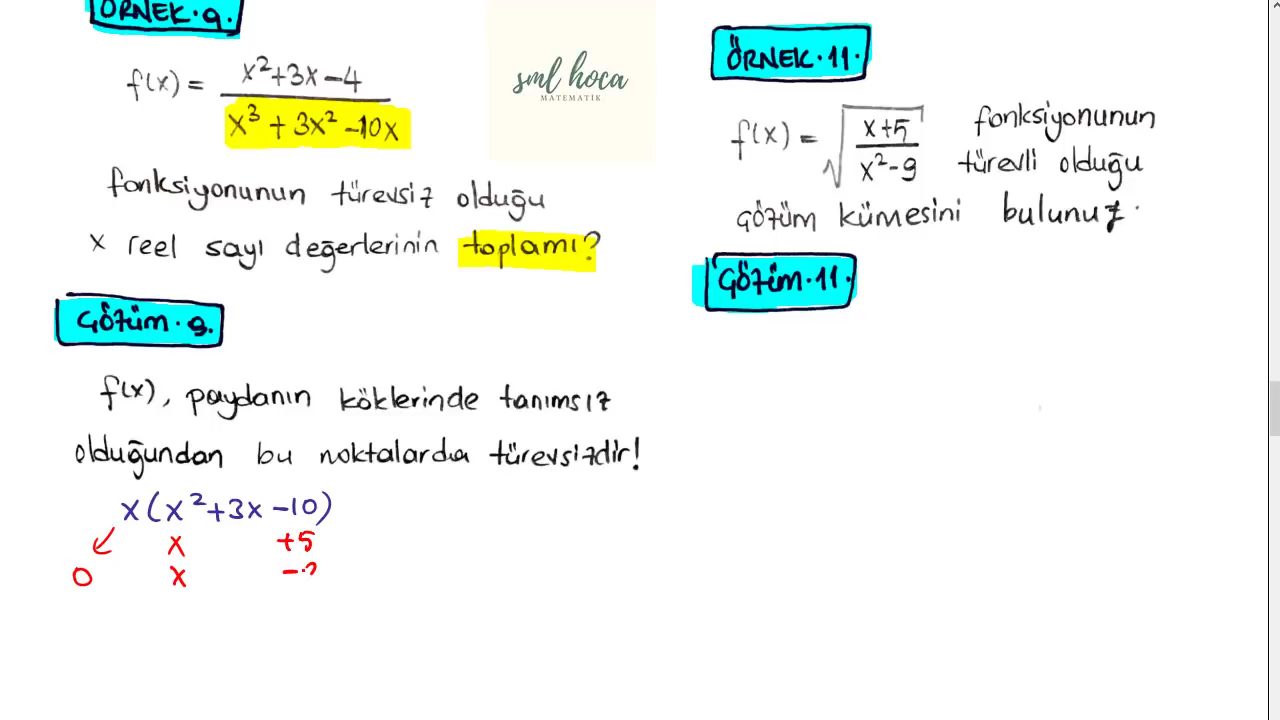 ÖRNEK.9.
f(x) = x²+3x-4 / x³+3x²-10x
fonksiyonunun türevsiz olduğu
x reel sayı değerlerinin toplamı?
ÇÖZÜM.9.
f(x), paydanın köklerinde tanımsız
olduğundan bu noktalarda türevsizdir!
x(x²+3x-10)
x +5
0 x -2
sml hoca
MATEMATİK
ÖRNEK.11.
f(x) = √(x+5 / x²-9) fonksiyonunun
türevli olduğu
çözüm kümesini bulunuz.
ÇÖZÜM.11.